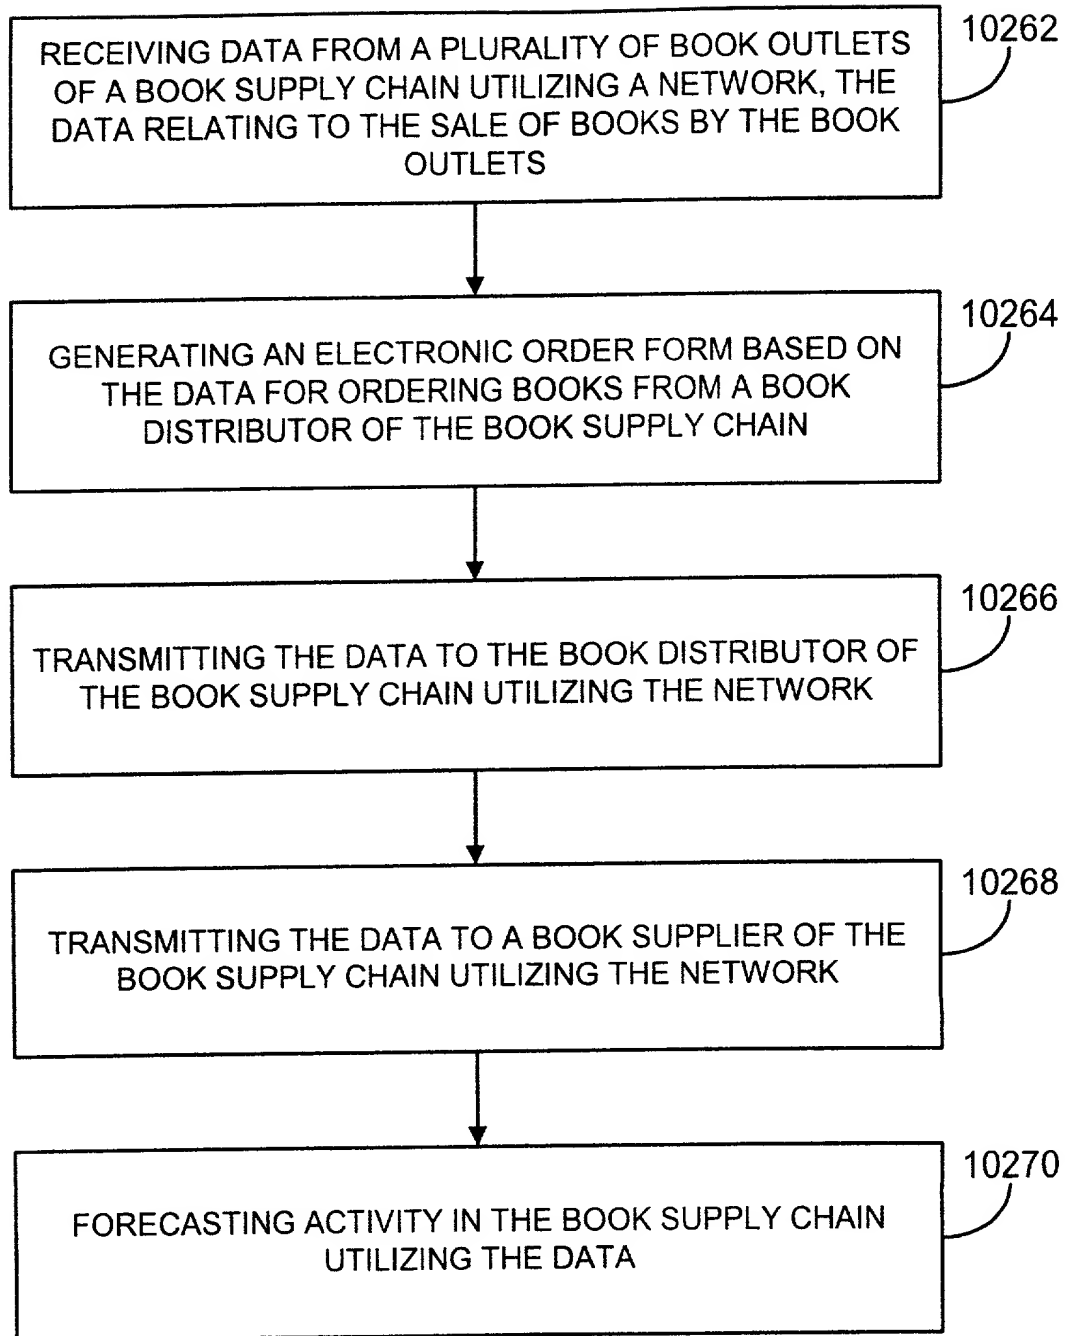 10262
RECEIVING DATA FROM A PLURALITY OF BOOK OUTLETS
OF A BOOK SUPPLY CHAIN UTILIZING A NETWORK, THE
DATA RELATING TO THE SALE OF BOOKS BY THE BOOK
OUTLETS
10264
GENERATING AN ELECTRONIC ORDER FORM BASED ON
THE DATA FOR ORDERING BOOKS FROM A BOOK
DISTRIBUTOR OF THE BOOK SUPPLY CHAIN
10266
TRANSMITTING THE DATA TO THE BOOK DISTRIBUTOR OF
THE BOOK SUPPLY CHAIN UTILIZING THE NETWORK
10268
TRANSMITTING THE DATA TO A BOOK SUPPLIER OF THE
BOOK SUPPLY CHAIN UTILIZING THE NETWORK
10270
FORECASTING ACTIVITY IN THE BOOK SUPPLY CHAIN
UTILIZING THE DATA